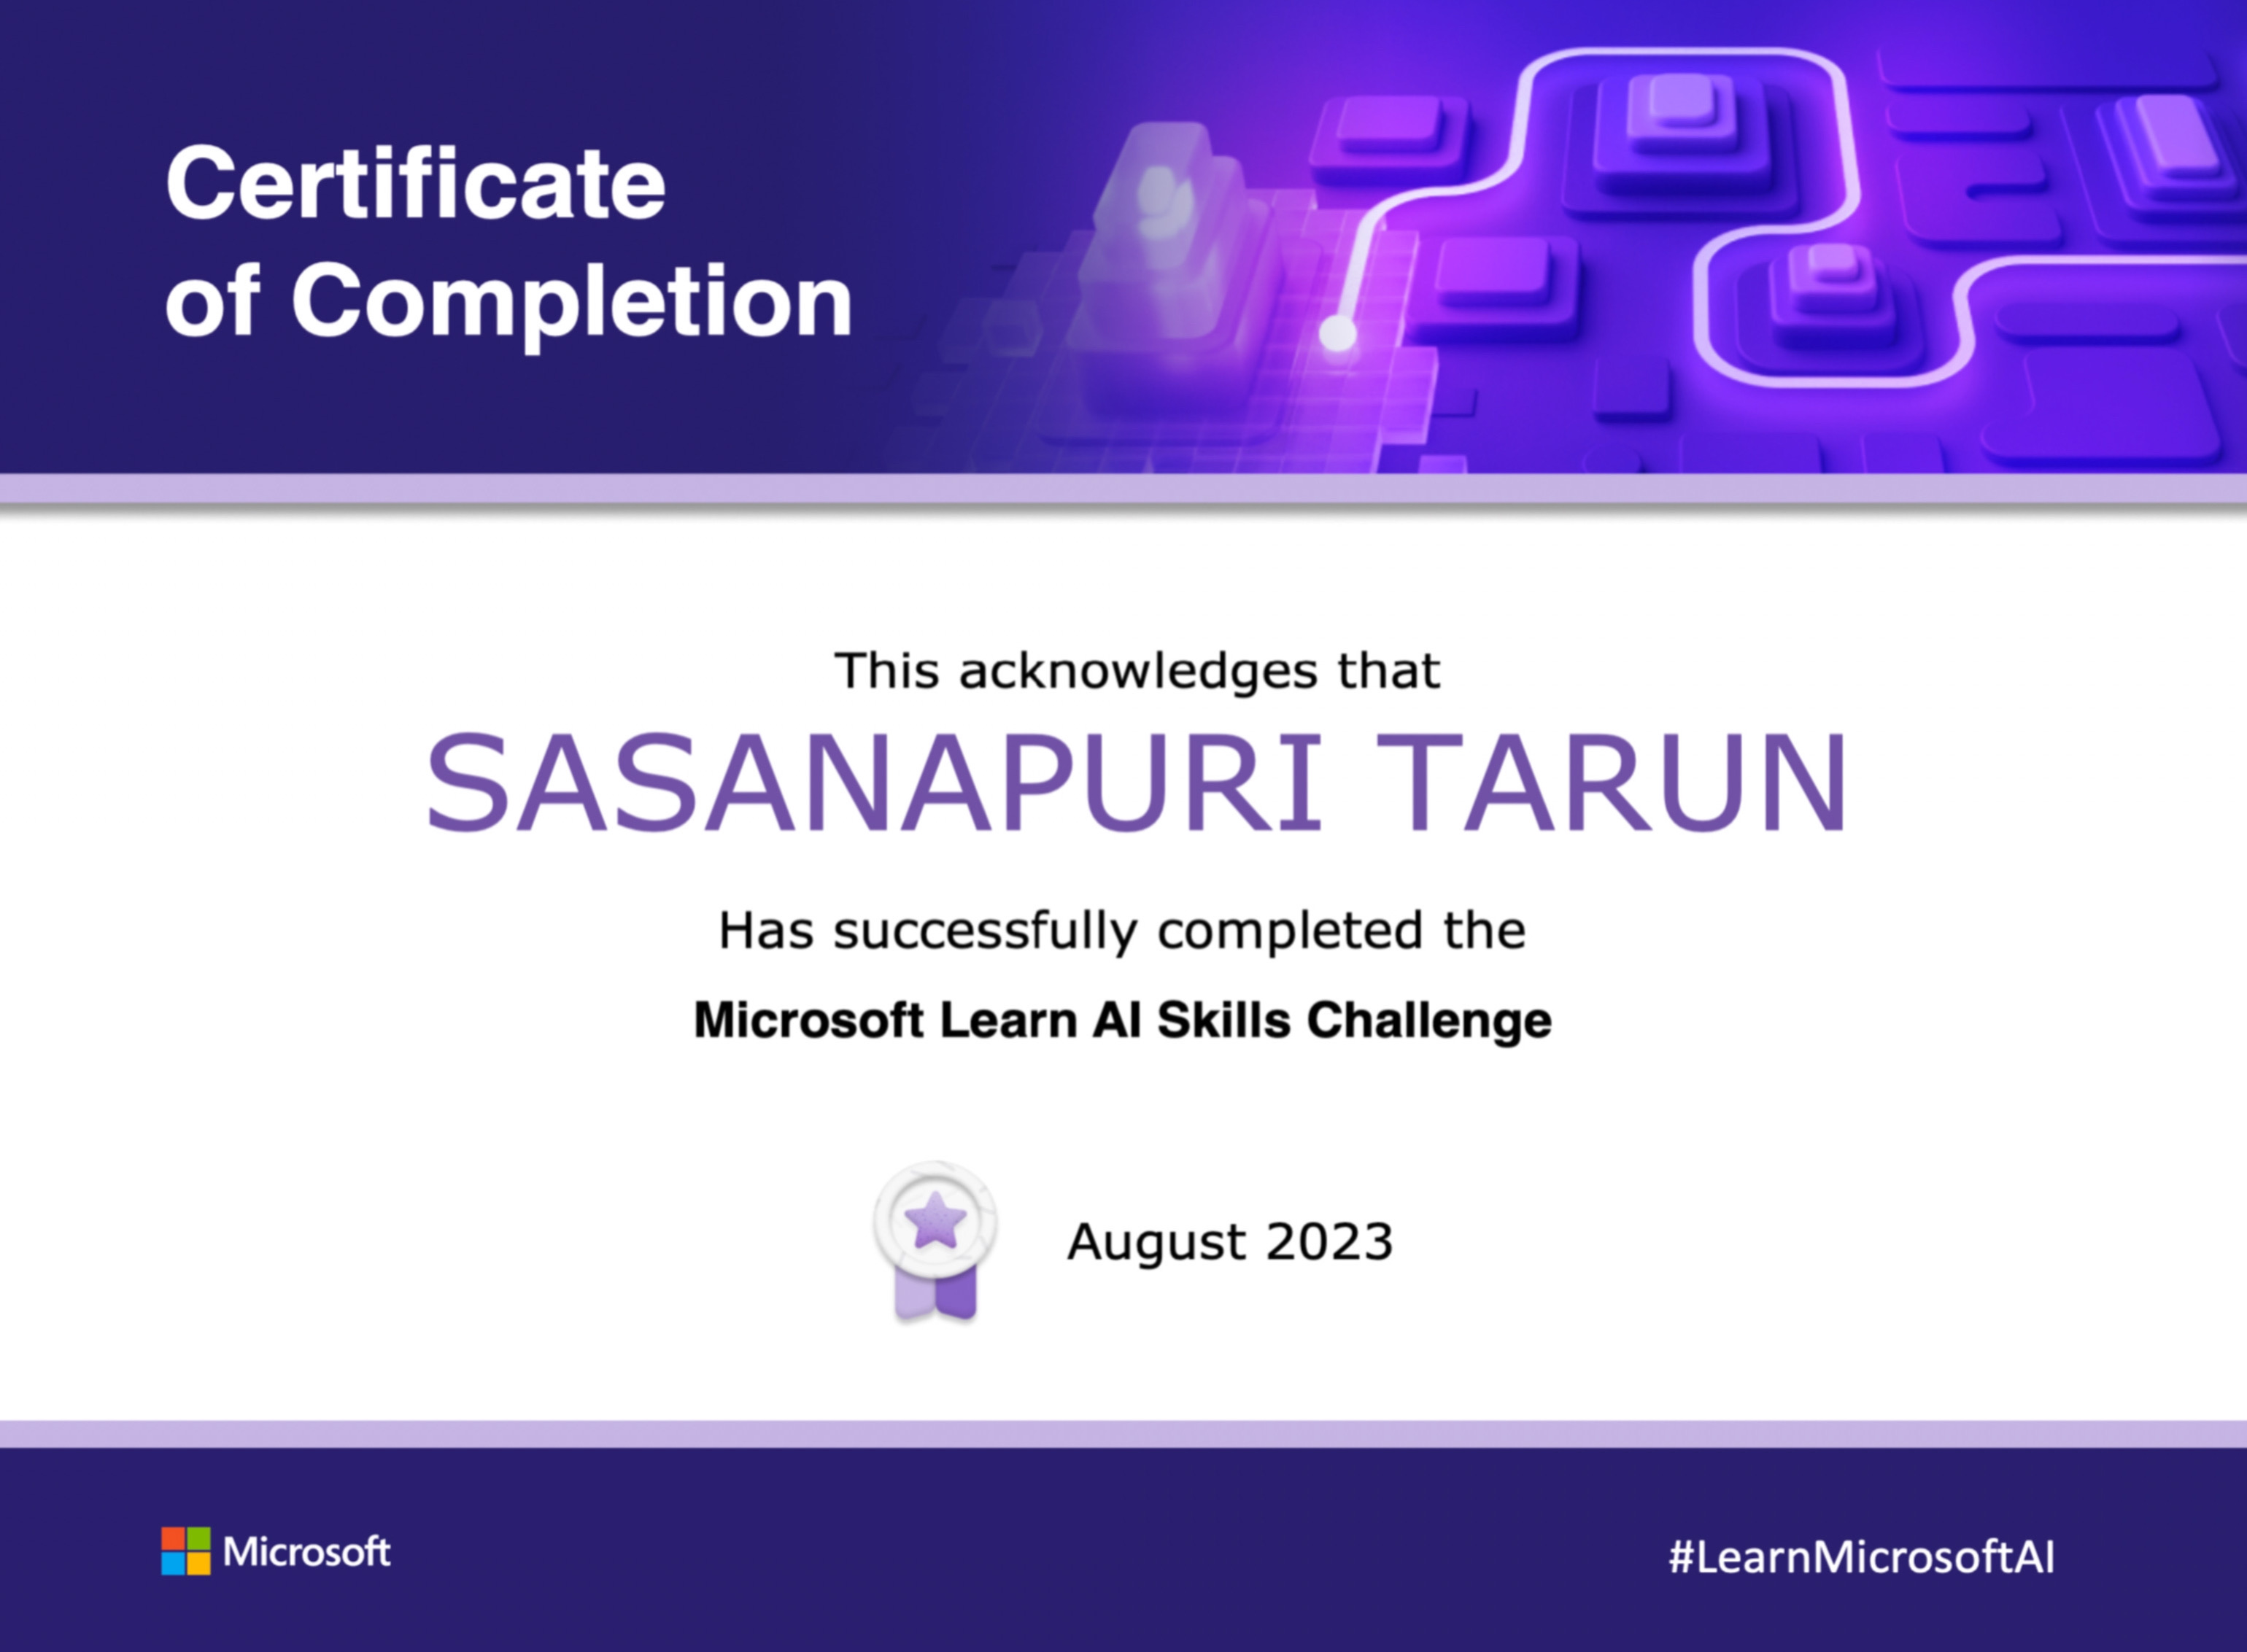 Certificate
of Completion
This acknowledges that
SASANAPURI TARUN
Has successfully completed the
Microsoft Learn AI Skills Challenge
August 2023
Microsoft
#LearnMicrosoftAI